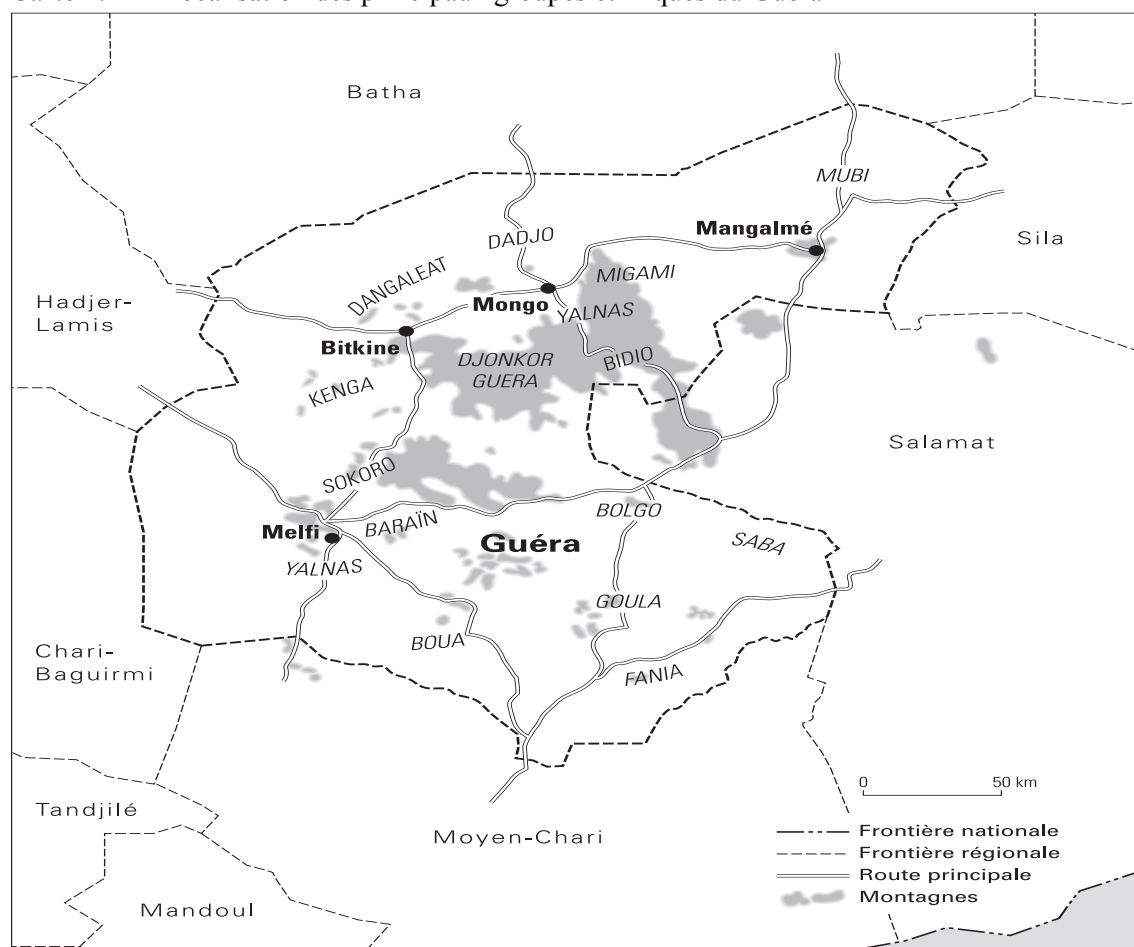 Batha
MUBI
DADJO
Mangalmé
Sila
DANGALEAT
MIGAMI
Hadjer-
Lamis
Mongo
YALNAS
Bitkine
DJONKOR
GUERA
BIDIO
KENGA
Salamat
SOKORO
BARAÏN
BOLGO
Melfi
Guéra
SABA
YALNAS
GOULA
BOUA
Chari-
Baguirmi
FANIA
0 50 km
Tandjilé
Moyen-Chari
Frontière nationale
Frontière régionale
Route principale
Montagnes
Mandoul